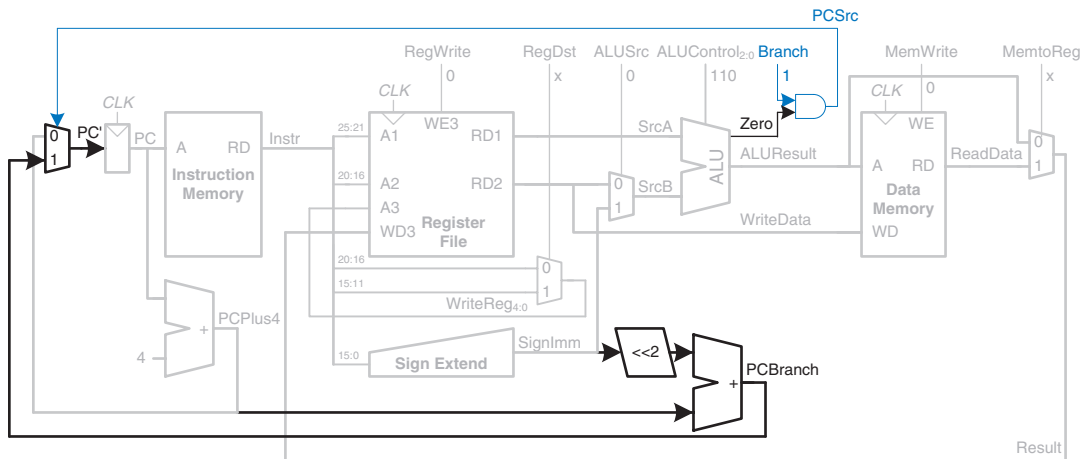 PCSrc
RegWrite RegDst ALUSrc ALUControl2:0 Branch MemWrite MemtoReg
0 x 0 110 1 0 x
CLK CLK CLK
0 1 PC' PC
A RD Instr
Instruction
Memory
25:21 A1 WE3 RD1 SrcA Zero
ALU ALUResult
WE
A RD ReadData 0 1
20:16 A2 RD2 0 1 SrcB
A3
WD3 Register
File
WriteData
Data
Memory
WD
20:16 0
15:11 1
WriteReg4:0
PCPlus4
+
4
15:0 Sign Extend SignImm <<2
+ PCBranch
Result